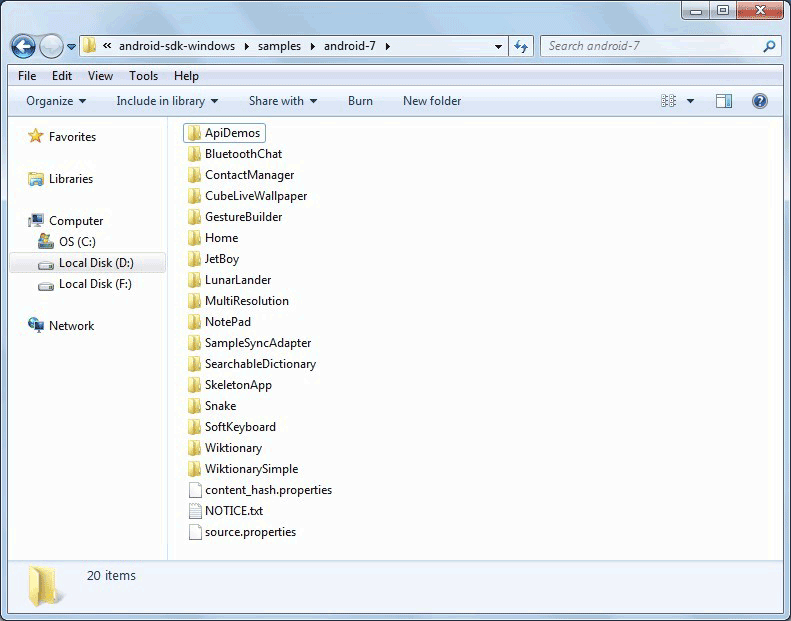 « android-sdk-windows samples android-7 Search android-7
File Edit View Tools Help
Organize Include in library Share with Burn New folder
Favorites
Libraries
Computer
OS (C:)
Local Disk (D:)
Local Disk (F:)
Network
ApiDemos
BluetoothChat
ContactManager
CubeLiveWallpaper
GestureBuilder
Home
JetBoy
LunarLander
MultiResolution
NotePad
SampleSyncAdapter
SearchableDictionary
SkeletonApp
Snake
SoftKeyboard
Wiktionary
WiktionarySimple
content_hash.properties
NOTICE.txt
source.properties
20 items